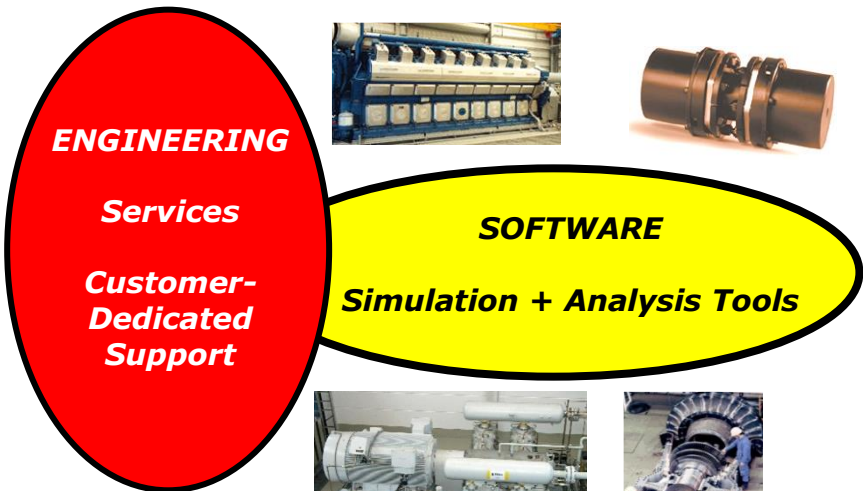 ENGINEERING
Services
Customer-
Dedicated
Support
SOFTWARE
Simulation + Analysis Tools